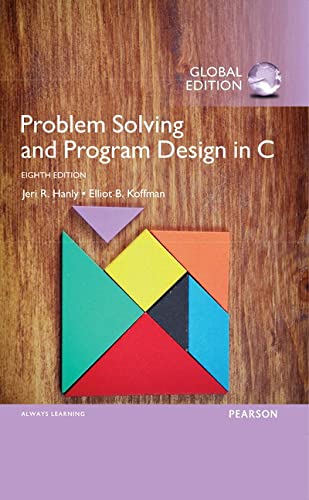 GLOBAL
EDITION
Problem Solving
and Program Design in C
EIGHTH EDITION
Jeri R. Hanly • Elliot B. Koffman
ALWAYS LEARNING
PEARSON